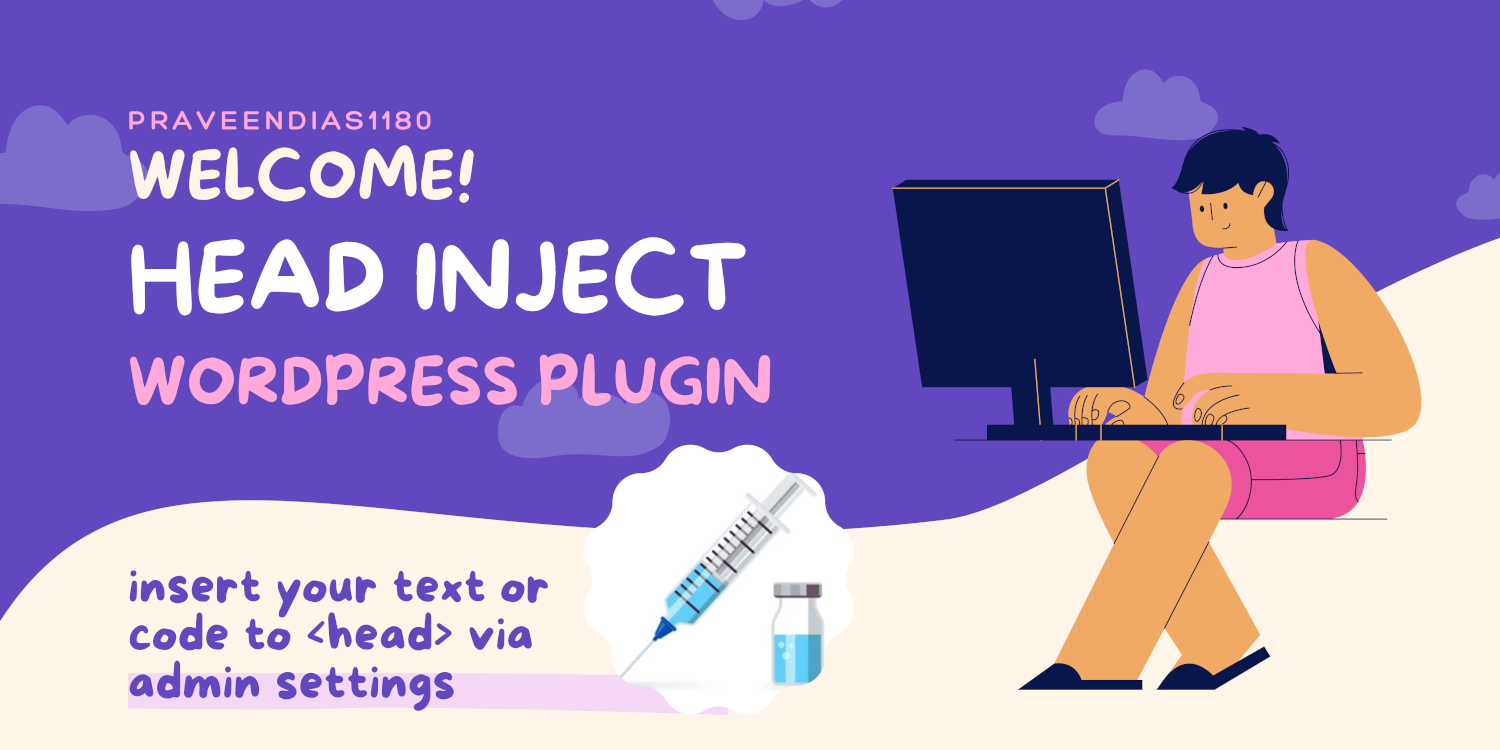 PRAVEENDIAS1180
WELCOME!
HEAD INJECT
WORDPRESS PLUGIN
insert your text or
code to <head> via
admin settings